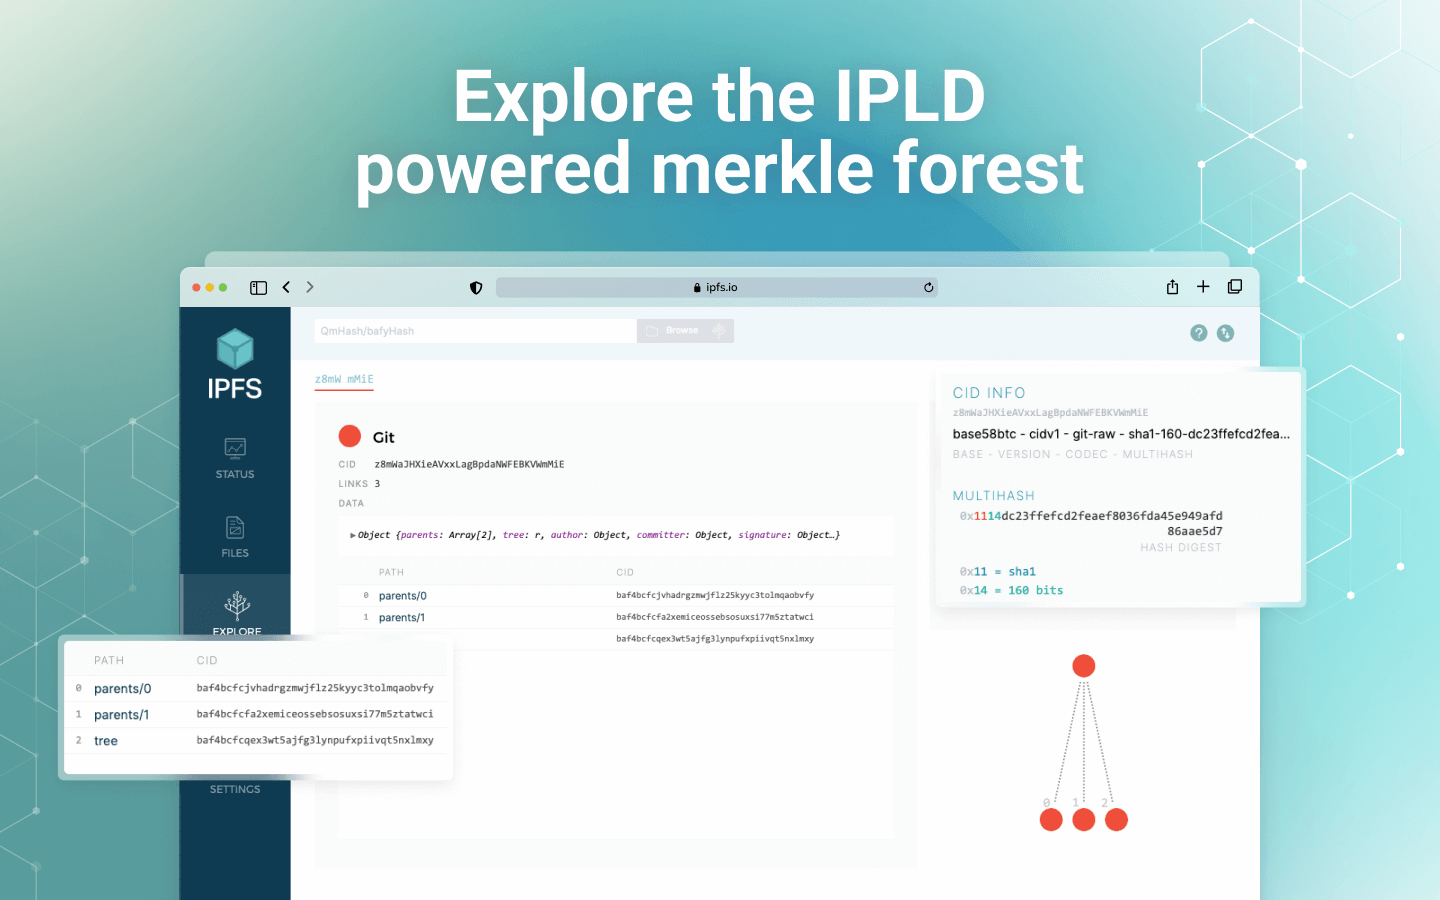 Explore the IPLD
powered merkle forest
ipfs.io
IPFS
QmHash/bafyHash
Browse
STATUS
FILES
EXPLORE
SETTINGS
z8mW mMiE
Git
CID z8mWaJHXieAVxxLagBpdaNWFEBKVWmMiE
LINKS 3
DATA
▶Object {parents: Array[2], tree: r, author: Object, committer: Object, signature: Object…}
PATH CID
0 parents/0 baf4bcfcjvhadrgzmwjflz25kyyc3tolmqaobvfy
1 parents/1 baf4bcfcfa2xemiceossebsosuxsi77m5ztatwci
baf4bcfcqex3wt5ajfg3lynpufxpiivqt5nxlmxy
PATH CID
0 parents/0 baf4bcfcjvhadrgzmwjflz25kyyc3tolmqaobvfy
1 parents/1 baf4bcfcfa2xemiceossebsosuxsi77m5ztatwci
2 tree baf4bcfcqex3wt5ajfg3lynpufxpiivqt5nxlmxy
CID INFO
z8mWaJHXieAVxxLagBpdaNWFEBKVWmMiE
base58btc - cidv1 - git-raw - sha1-160-dc23ffefcd2fea...
BASE - VERSION - CODEC - MULTIHASH
MULTIHASH
0x1114dc23ffefcd2feaef8036fda45e949afd
86aae5d7
HASH DIGEST
0x11 = sha1
0x14 = 160 bits
0 1 2